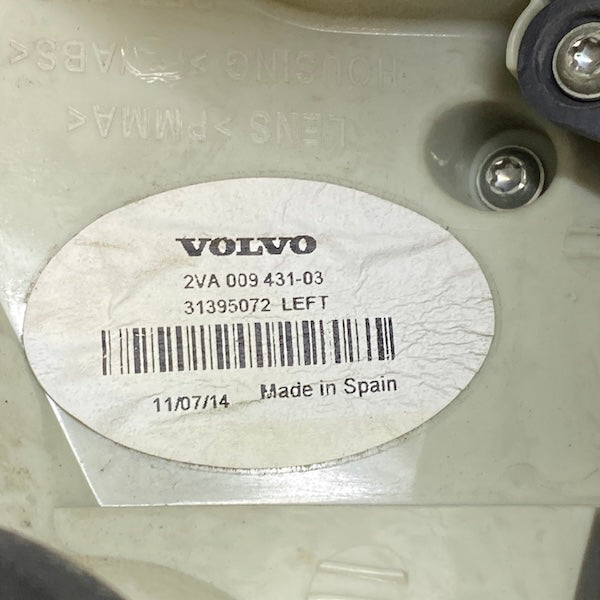 HOUSING >
ABS<
LENS >PMMA<
VOLVO
2VA 009 431-03
31395072 LEFT
11/07/14 Made in Spain